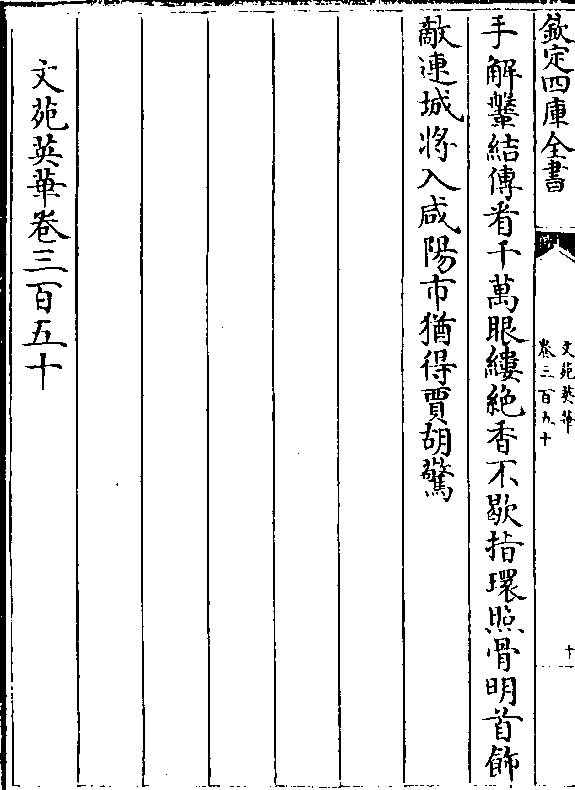 欽定四庫全書
文苑英華
卷三百五十
十
手解鞶結傳看千萬眼縷絶香不歇指環照骨明首飾
敵連城將入咸陽市猶得賈胡驚
文苑英華卷三百五十